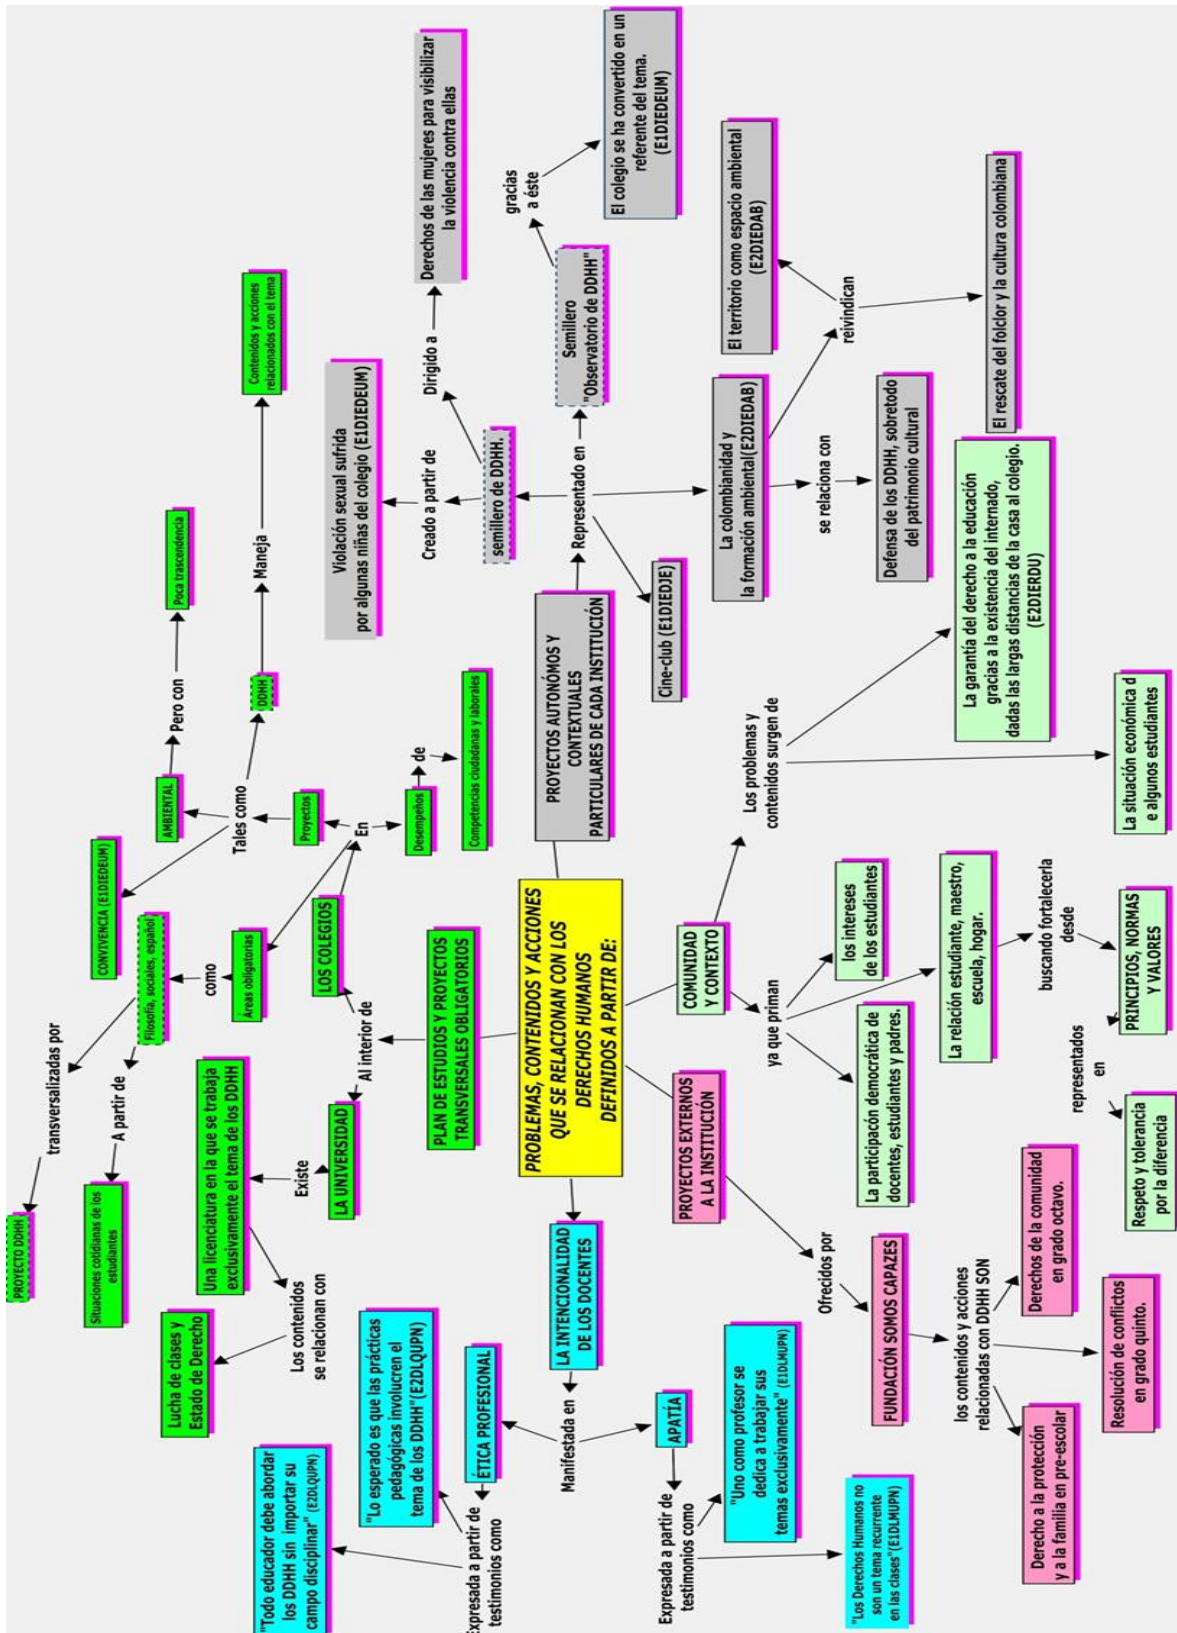 PROYECTO DDHH
transversalizadas por
CONVIVENCIA (E1DIEDEUM)
AMBIENTAL
Pero con
Poca trascendencia
Situaciones cotidianas de los
estudiantes
A partir de
Filosofía, sociales, español
Tales como
DDHH
Maneja
Contenidos y acciones
relacionados con el tema
como
Áreas obligatorias
Proyectos
En
Desempeños
de
Competencias ciudadanas y laborales
Lucha de clases y
Estado de Derecho
Los contenidos
se relacionan con
Una licenciatura en la que se trabaja
exclusivamente el tema de los DDHH
Existe
LA UNIVERSIDAD
Al interior de
LOS COLEGIOS
PLAN DE ESTUDIOS Y PROYECTOS
TRANSVERSALES OBLIGATORIOS
Violación sexual sufrida
por algunas niñas del colegio (E1DIEDEUM)
Creado a partir de
Dirigido a
Derechos de las mujeres para visibilizar
la violencia contra ellas
semillero de DDHH.
PROYECTOS AUTONÓMOS Y
CONTEXTUALES
PARTICULARES DE CADA INSTITUCIÓN
Representado en
Semillero
"Observatorio de DDHH"
gracias
a éste
El colegio se ha convertido en un
referente del tema.
(E1DIEDEUM)
Cine-club (E1DIEDJE)
La colombianidad y
la formación ambiental(E2DIEDAB)
reivindican
El territorio como espacio ambiental
(E2DIEDAB)
El rescate del folclor y la cultura colombiana
se relaciona con
Defensa de los DDHH, sobretodo
del patrimonio cultural
"Todo educador debe abordar
los DDHH sin importar su
campo disciplinar" (E2DLQUPN)
"Lo esperado es que las prácticas
pedagógicas involucren el
tema de los DDHH"(E2DLQUPN)
Expresada a partir de
testimonios como
ÉTICA PROFESIONAL
Manifestada en
LA INTENCIONALIDAD
DE LOS DOCENTES
APATÍA
Expresada a partir de
testimonios como
"Uno como profesor se
dedica a trabajar sus
temas exclusivamente" (E1DLMUPN)
"Los Derechos Humanos no
son un tema recurrente
en las clases"(E1DLMUPN)
PROBLEMAS, CONTENIDOS Y ACCIONES
QUE SE RELACIONAN CON LOS
DERECHOS HUMANOS
DEFINIDOS A PARTIR DE:
PROYECTOS EXTERNOS
A LA INSTITUCIÓN
Ofrecidos por
FUNDACIÓN SOMOS CAPAZES
los contenidos y acciones
relacionadas con DDHH SON
Derecho a la protección
y a la familia en pre-escolar
Resolución de conflictos
en grado quinto.
Derechos de la comunidad
en grado octavo.
COMUNIDAD
Y CONTEXTO
ya que priman
La participacón democrática de
docentes, estudiantes y padres.
La relación estudiante, maestro,
escuela, hogar.
los intereses
de los estudiantes
buscando fortalecerla
desde
PRINCIPIOS, NORMAS
Y VALORES
representados
en
Respeto y tolerancia
por la diferencia
Los problemas y
contenidos surgen de
La garantía del derecho a la educación
gracias a la existencia del internado,
dadas las largas distancias de la casa al colegio.
(E2DIERDU)
La situación económica d
e algunos estudiantes